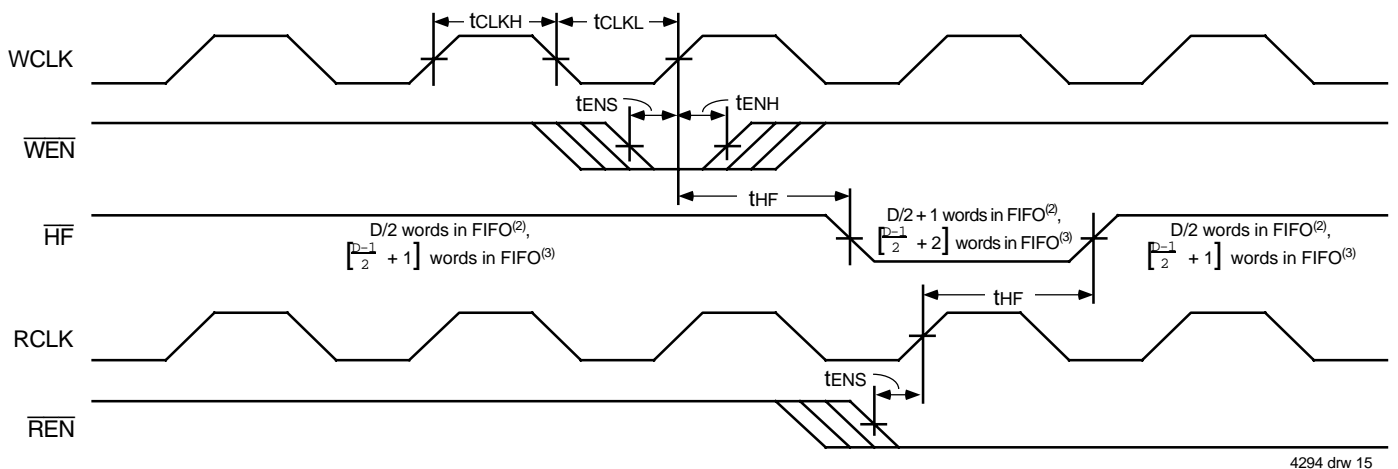 tCLKH
tCLKL
WCLK
tENS
tENH
WEN
tHF
HF
D/2 words in FIFO(2),
[D-1/2 + 1] words in FIFO(3)
D/2 + 1 words in FIFO(2),
[D-1/2 + 2] words in FIFO(3)
D/2 words in FIFO(2),
[D-1/2 + 1] words in FIFO(3)
tHF
RCLK
tENS
REN
4294 drw 15